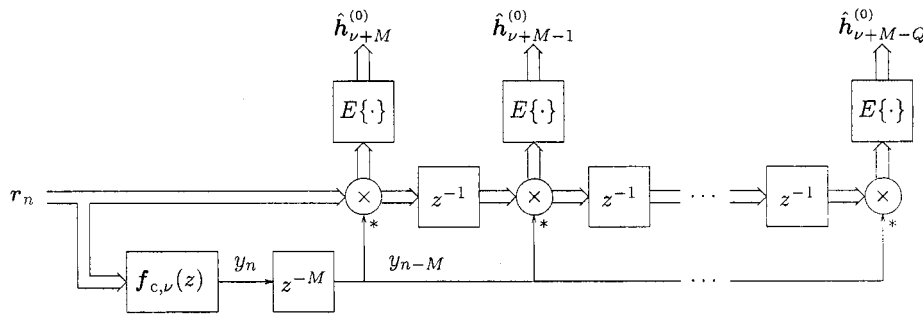 ĥ^{(0)}_{ν+M} ĥ^{(0)}_{ν+M−1} ĥ^{(0)}_{ν+M−Q}
E{·} E{·} E{·}
r_n × z^{−1} × z^{−1} ··· z^{−1} ×
* * *
f_{c,ν}(z) y_n z^{−M} y_{n−M} ···